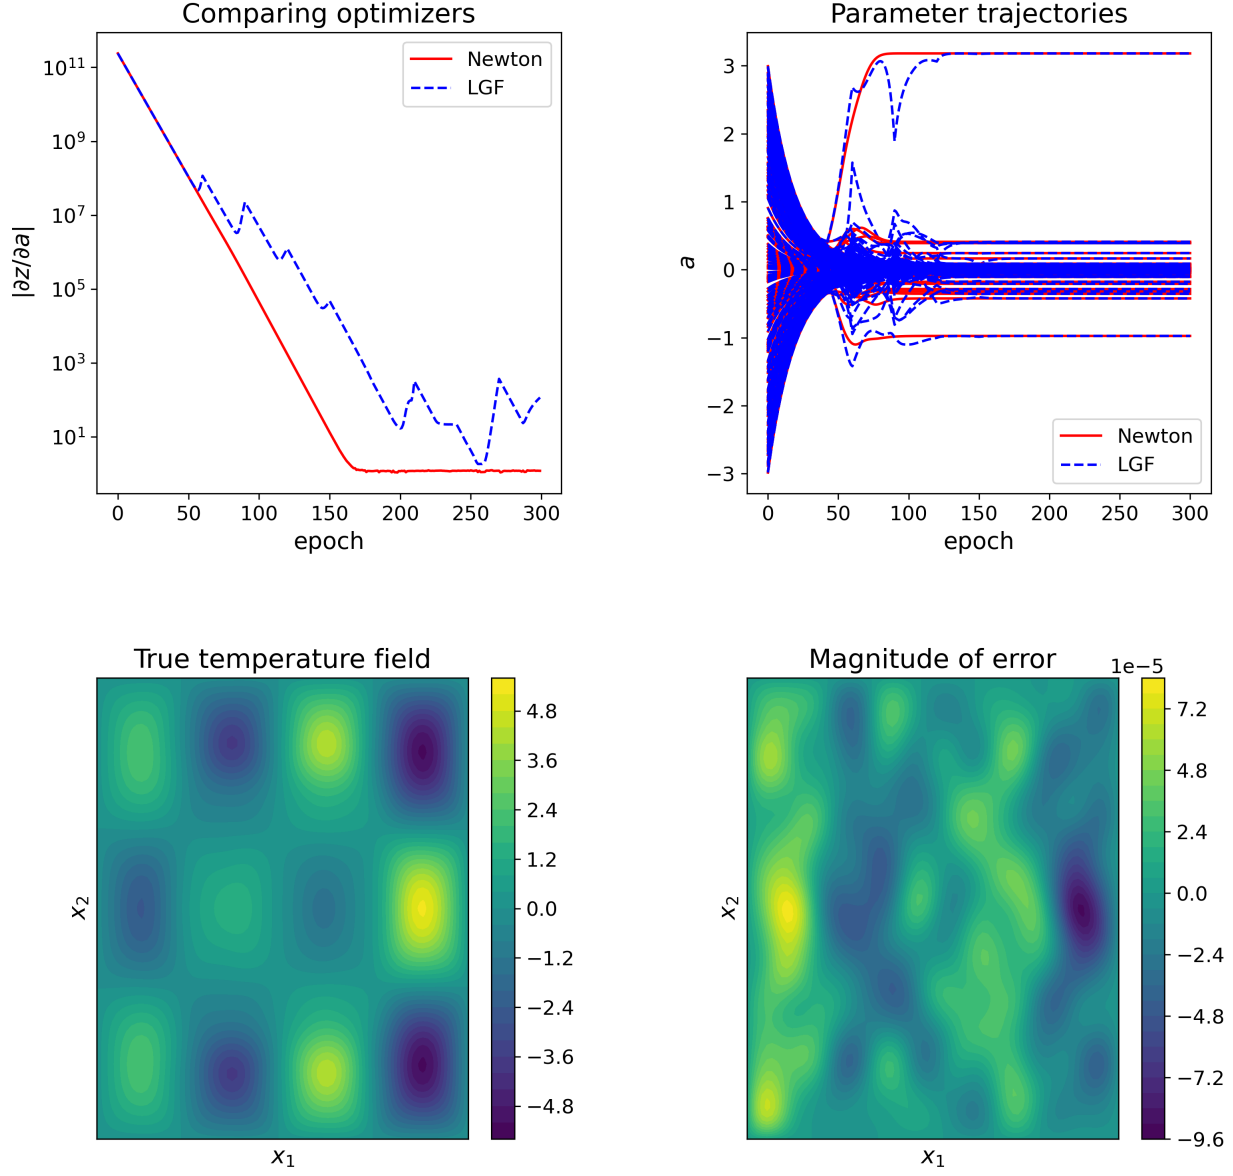 Comparing optimizers
10^11
10^9
10^7
10^5
10^3
10^1
|∂z/∂a|
Newton
LGF
0 50 100 150 200 250 300
epoch
Parameter trajectories
3
2
1
0
−1
−2
−3
a
Newton
LGF
0 50 100 150 200 250 300
epoch
True temperature field
x₂
x₁
4.8
3.6
2.4
1.2
0.0
−1.2
−2.4
−3.6
−4.8
Magnitude of error
1e−5
x₂
x₁
7.2
4.8
2.4
0.0
−2.4
−4.8
−7.2
−9.6